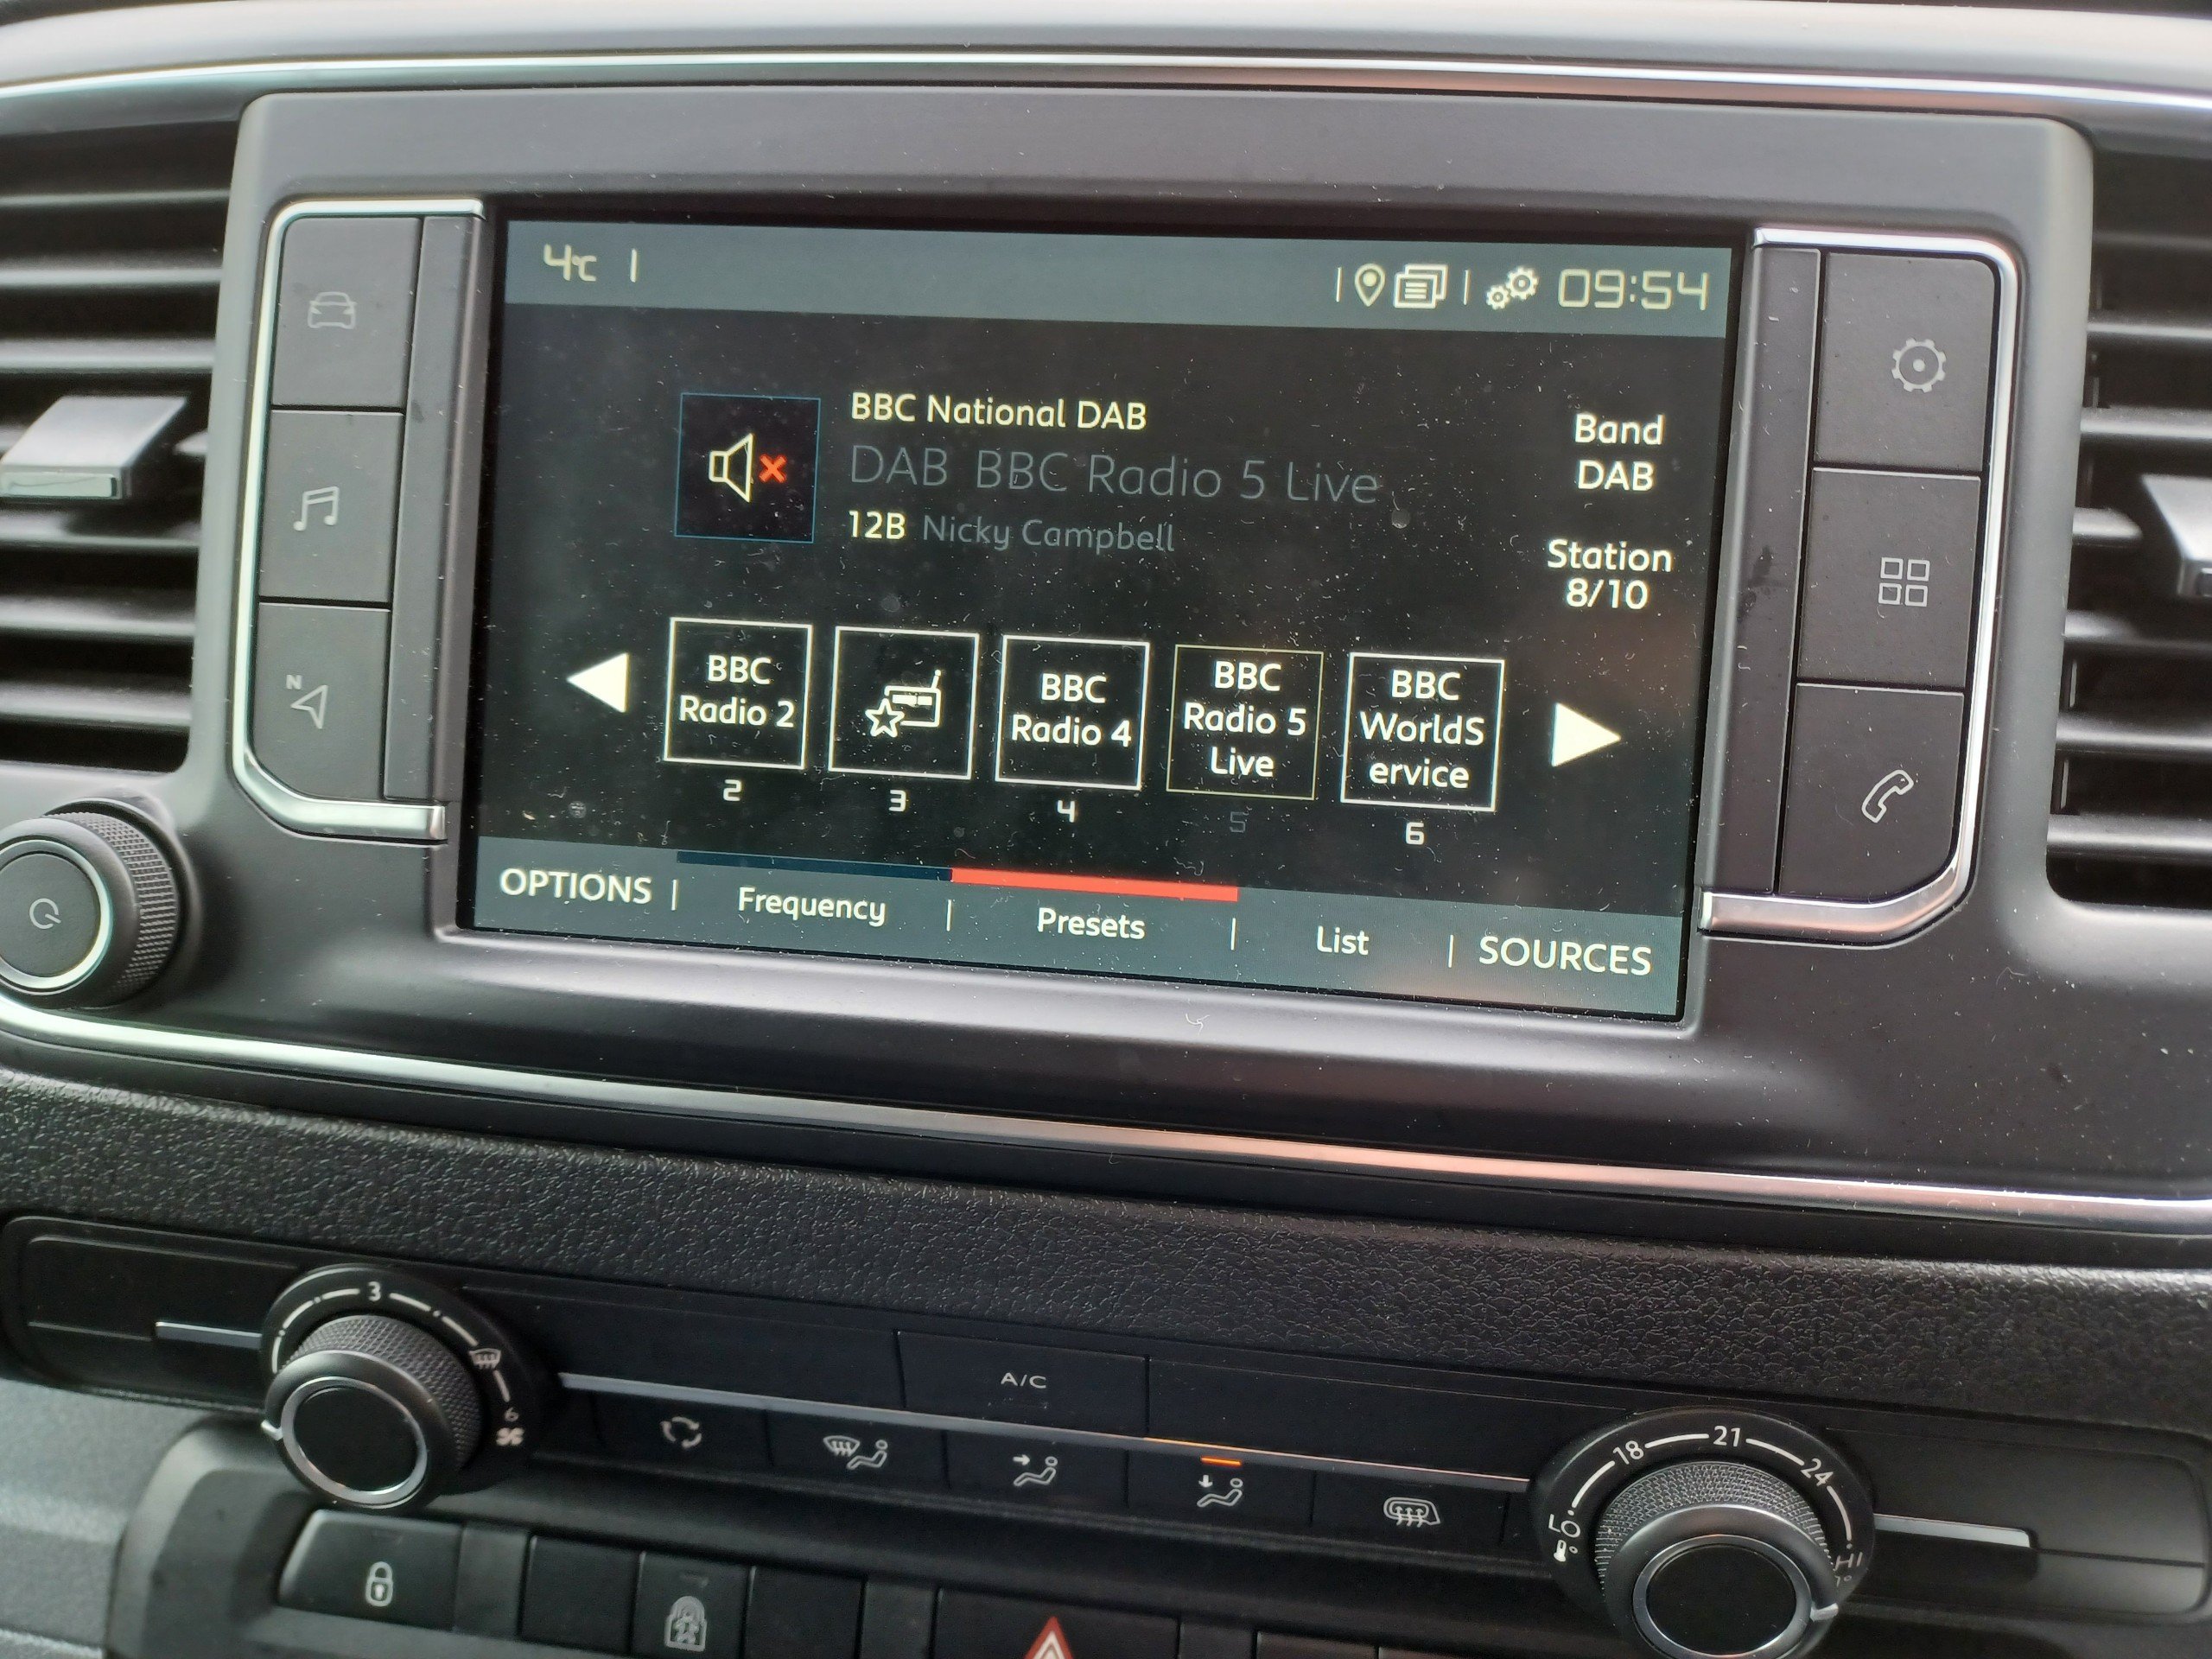 4°C
09:54
BBC National DAB
DAB BBC Radio 5 Live
12B Nicky Campbell
Band
DAB
Station
8/10
BBC
Radio 2
BBC
Radio 4
BBC
Radio 5
Live
BBC
WorldS
ervice
2
3
4
5
6
OPTIONS
Frequency
Presets
List
SOURCES
N
3
6
A/C
LO
18
21
24
HI